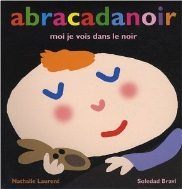 abracadanoir
moi je vois dans le noir
Nathalie Laurent
Soledad Bravi